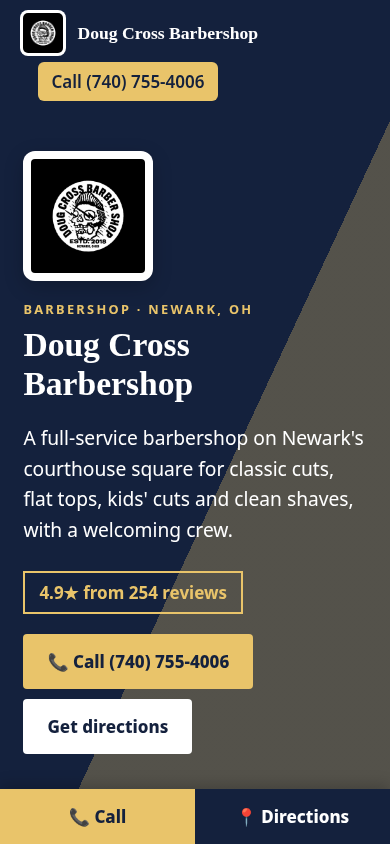 Doug Cross Barbershop
Call (740) 755-4006
DOUG CROSS BARBER SHOP
ESTD. 2018
NEWARK, OHIO
BARBERSHOP · NEWARK, OH
Doug Cross
Barbershop
A full-service barbershop on Newark's
courthouse square for classic cuts,
flat tops, kids' cuts and clean shaves,
with a welcoming crew.
4.9★ from 254 reviews
📞 Call (740) 755-4006
Get directions
📞 Call
📍 Directions